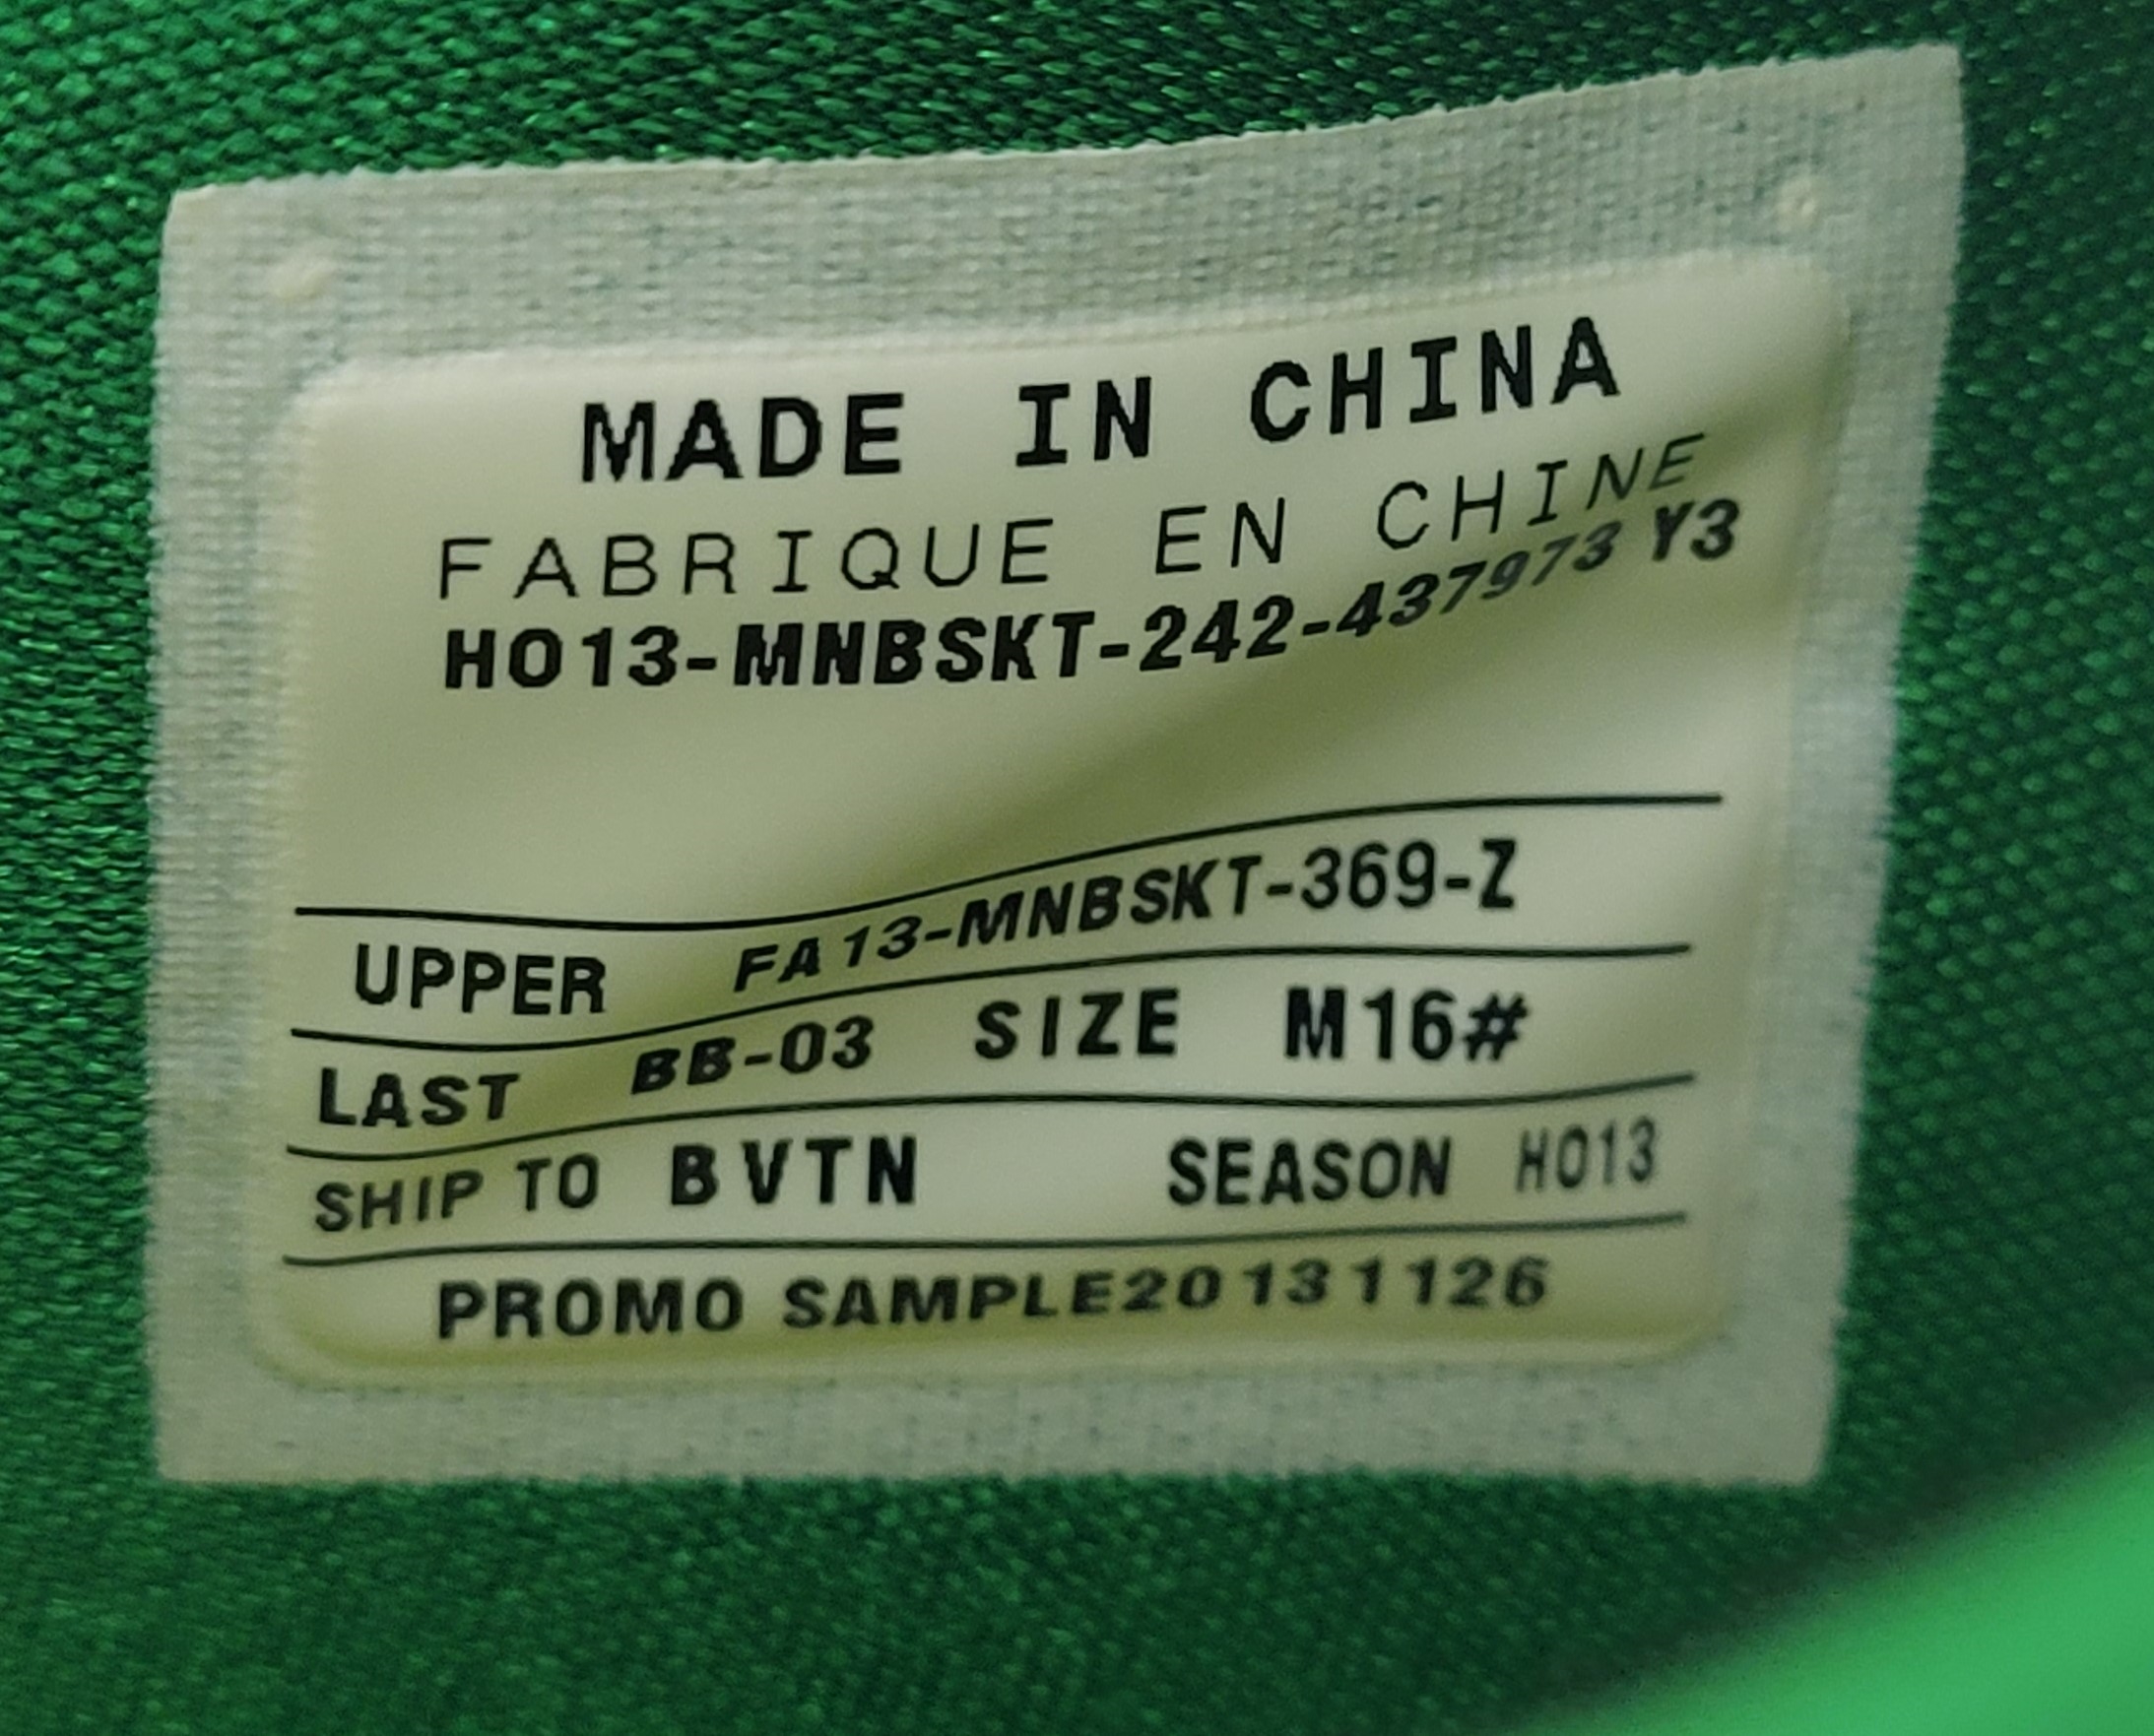 MADE IN CHINA
FABRIQUE EN CHINE
HO13-MNBSKT-242-437973 Y3
UPPER FA13-MNBSKT-369-Z
LAST BB-03 SIZE M16#
SHIP TO BVTN SEASON HO13
PROMO SAMPLE20131126